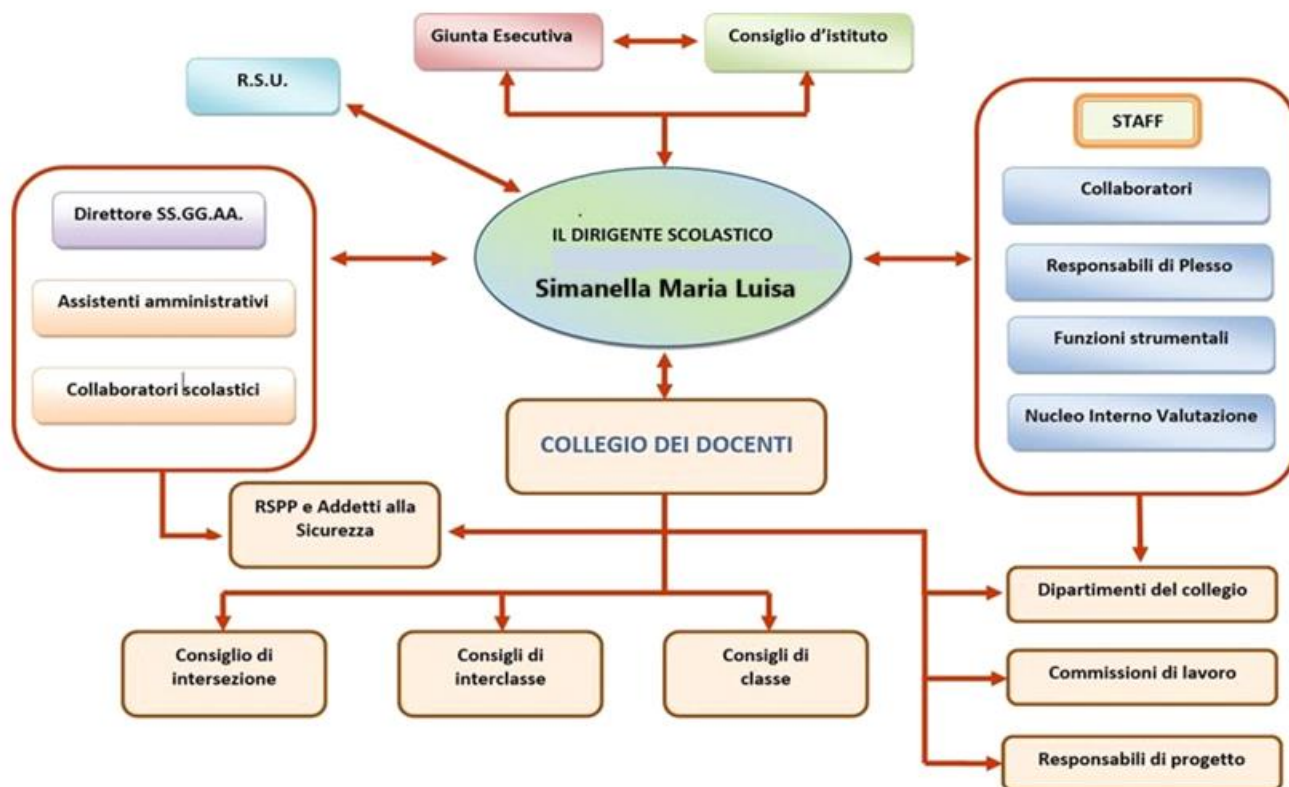 Giunta Esecutiva
Consiglio d'istituto
R.S.U.
STAFF
Collaboratori
Responsabili di Plesso
Funzioni strumentali
Nucleo Interno Valutazione
Direttore SS.GG.AA.
Assistenti amministrativi
Collaboratori scolastici
IL DIRIGENTE SCOLASTICO
Simanella Maria Luisa
COLLEGIO DEI DOCENTI
RSPP e Addetti alla
Sicurezza
Consiglio di
intersezione
Consigli di
interclasse
Consigli di
classe
Dipartimenti del collegio
Commissioni di lavoro
Responsabili di progetto